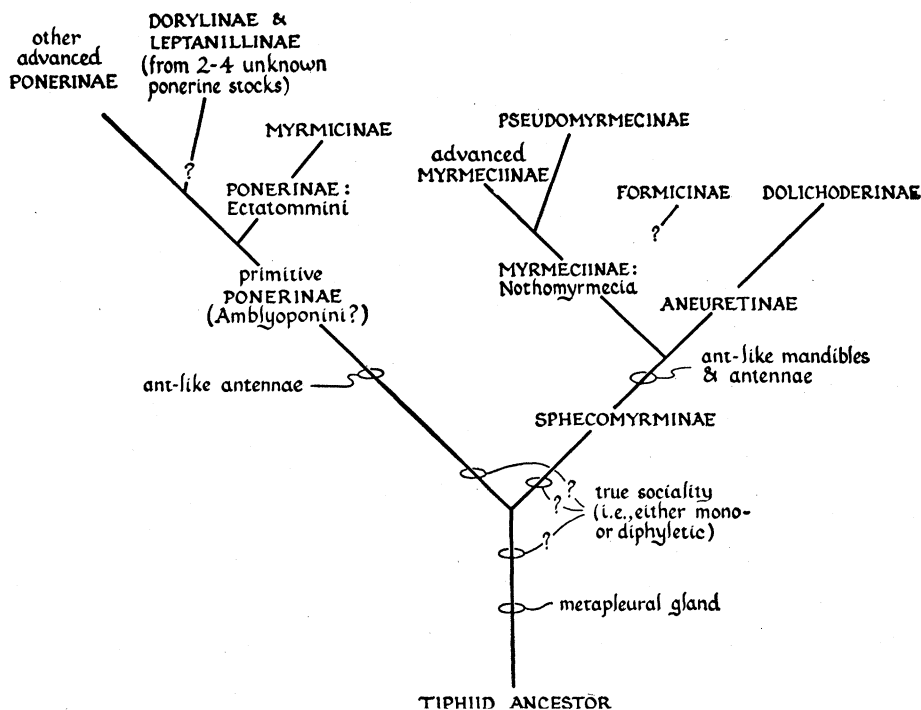 other
advanced
PONERINAE
DORYLINAE &
LEPTANILLINAE
(from 2-4 unknown
ponerine stocks)
?
MYRMICINAE
PONERINAE:
Ectatommini
primitive
PONERINAE
(Amblyoponini?)
ant-like antennae
PSEUDOMYRMECINAE
advanced
MYRMECIINAE
FORMICINAE
?
DOLICHODERINAE
MYRMECIINAE:
Nothomyrmecia
ANEURETINAE
ant-like mandibles
& antennae
SPHECOMYRMINAE
?
?
?
true sociality
(i.e., either mono-
or diphyletic)
metapleural gland
TIPHIID ANCESTOR